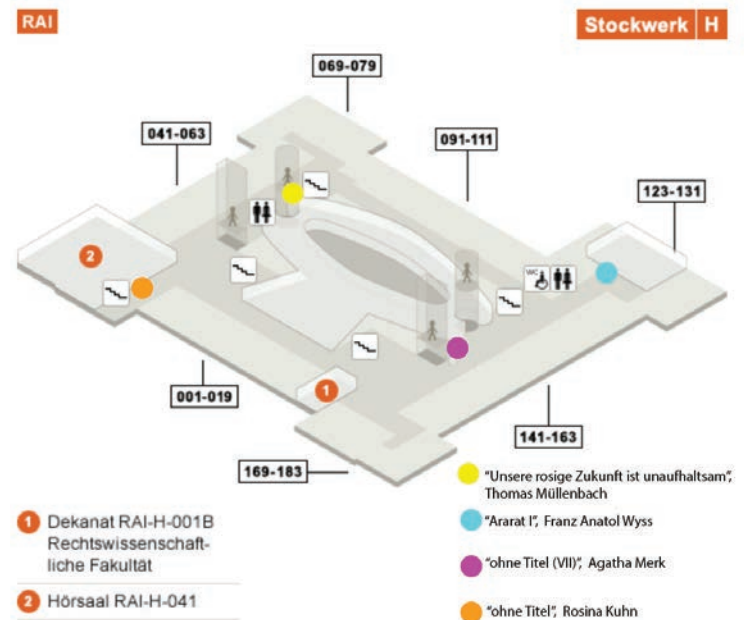 RAI
Stockwerk H
069-079
041-063
091-111
123-131
2
WC
1
001-019
141-163
169-183
1 Dekanat RAI-H-001B
Rechtswissenschaft-
liche Fakultät
2 Hörsaal RAI-H-041
"Unsere rosige Zukunft ist unaufhaltsam",
Thomas Müllenbach
"Ararat I", Franz Anatol Wyss
"ohne Titel (VII)", Agatha Merk
"ohne Titel", Rosina Kuhn